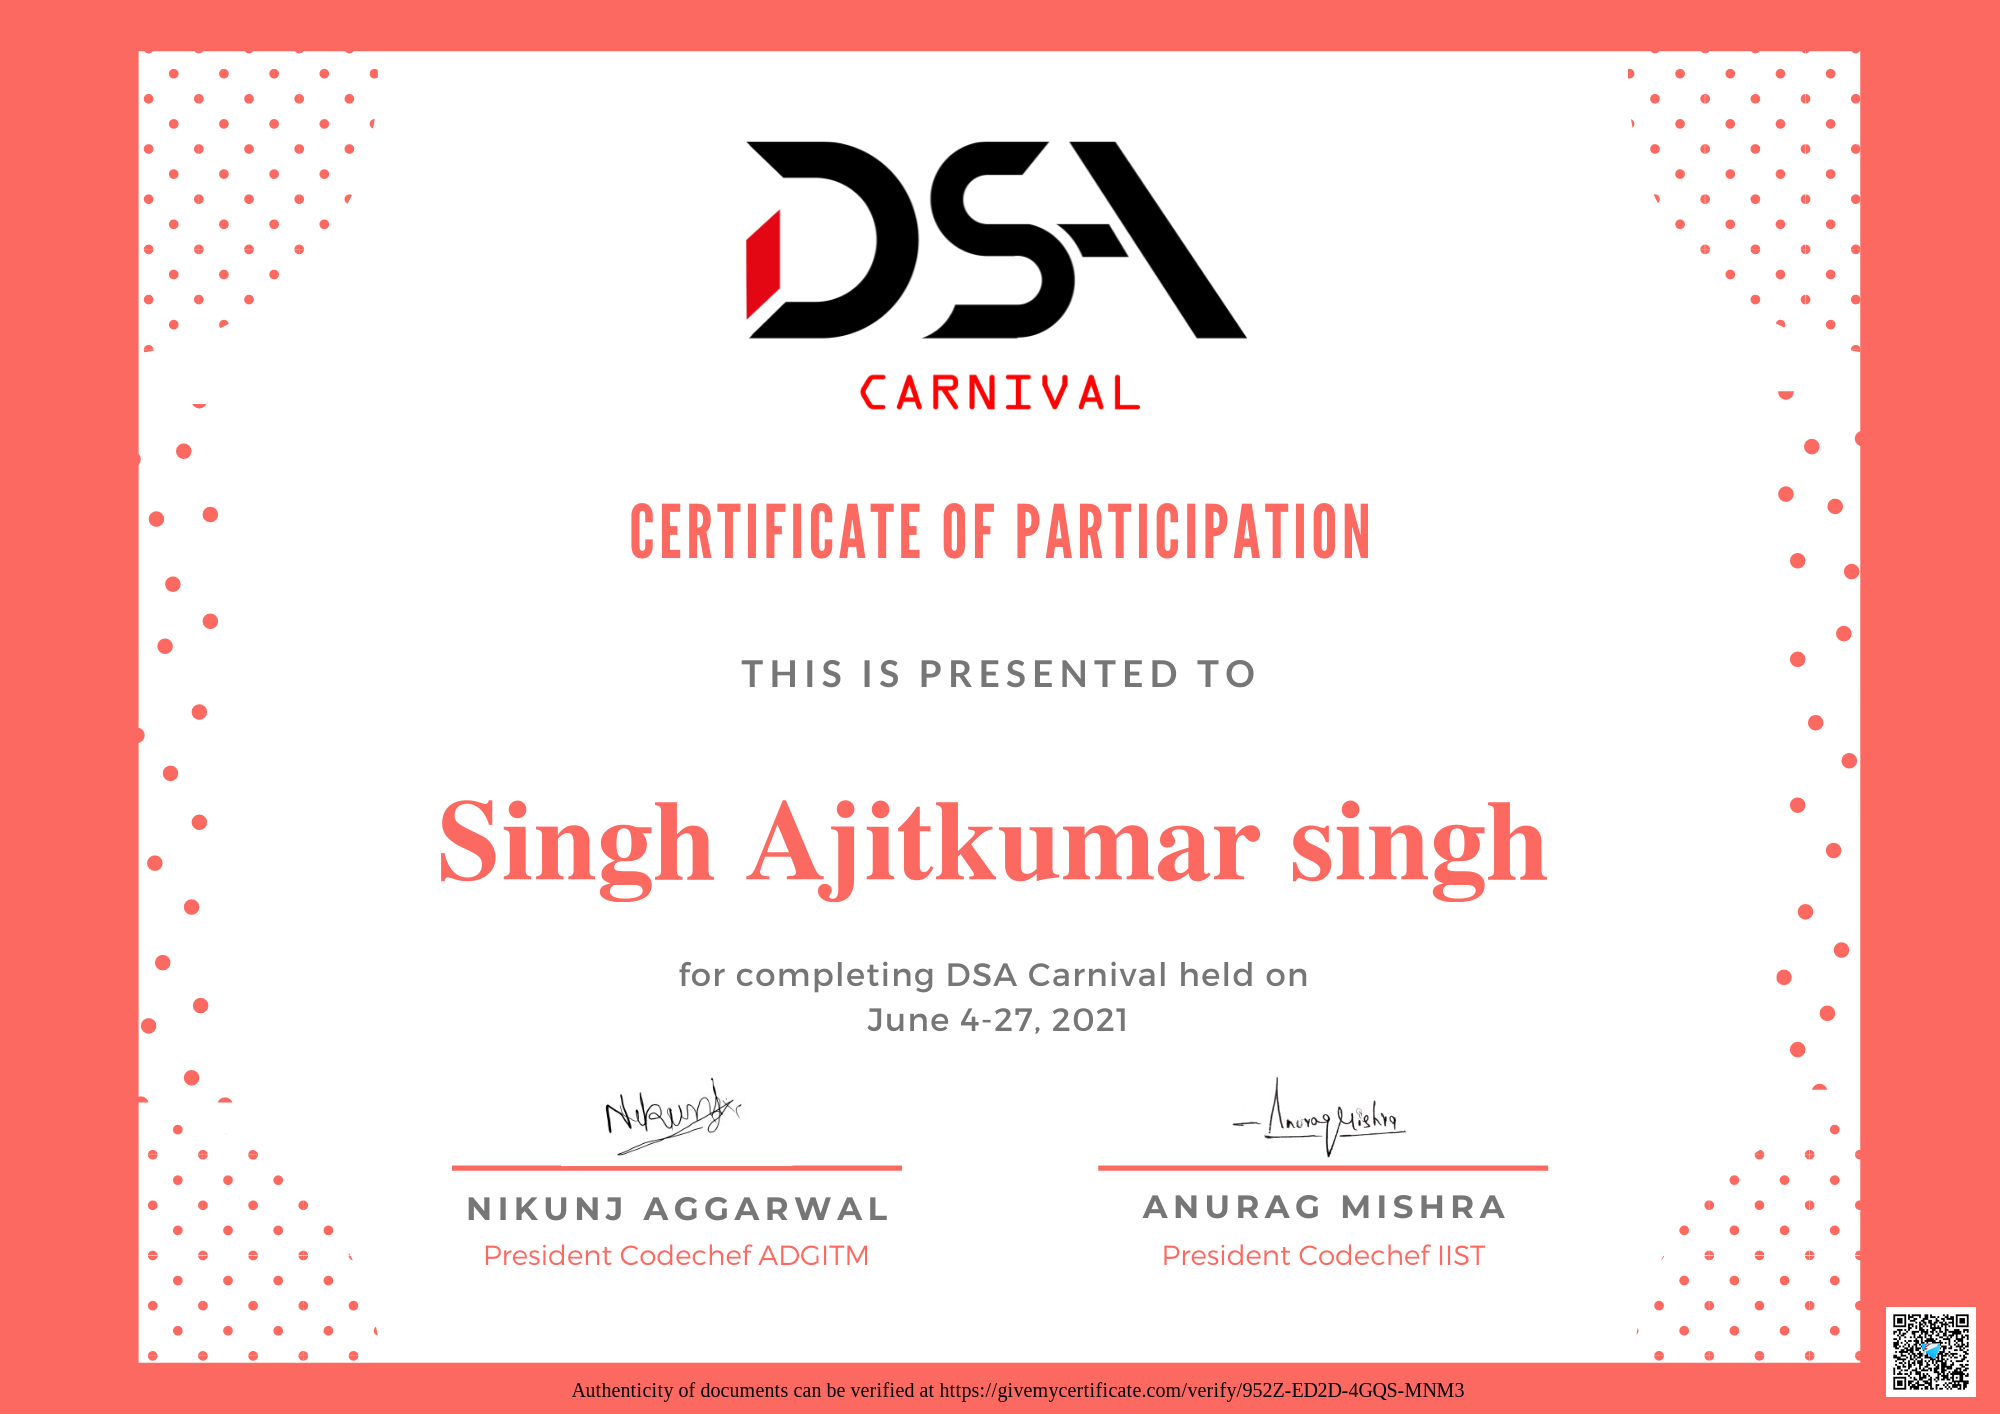 DSA
CARNIVAL
CERTIFICATE OF PARTICIPATION
THIS IS PRESENTED TO
Singh Ajitkumar singh
for completing DSA Carnival held on
June 4-27, 2021
Nikunj
Anurag Mishra
NIKUNJ AGGARWAL
ANURAG MISHRA
President Codechef ADGITM
President Codechef IIST
Authenticity of documents can be verified at https://givemycertificate.com/verify/952Z-ED2D-4GQS-MNM3